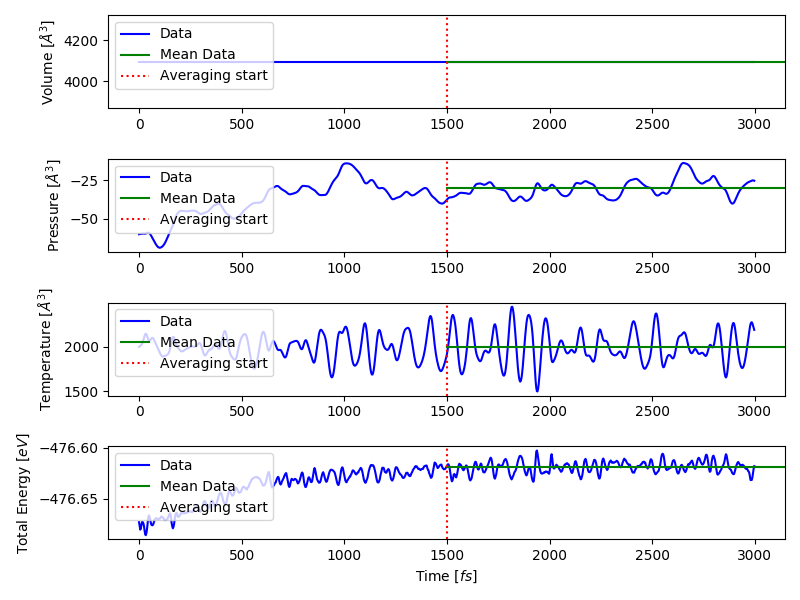 Volume [Å³]
4200
4000
Data
Mean Data
Averaging start
0 500 1000 1500 2000 2500 3000
Pressure [Å³]
−25
−50
Data
Mean Data
Averaging start
0 500 1000 1500 2000 2500 3000
Temperature [Å³]
2000
1500
Data
Mean Data
Averaging start
0 500 1000 1500 2000 2500 3000
Total Energy [eV]
−476.60
−476.65
Data
Mean Data
Averaging start
0 500 1000 1500 2000 2500 3000
Time [fs]